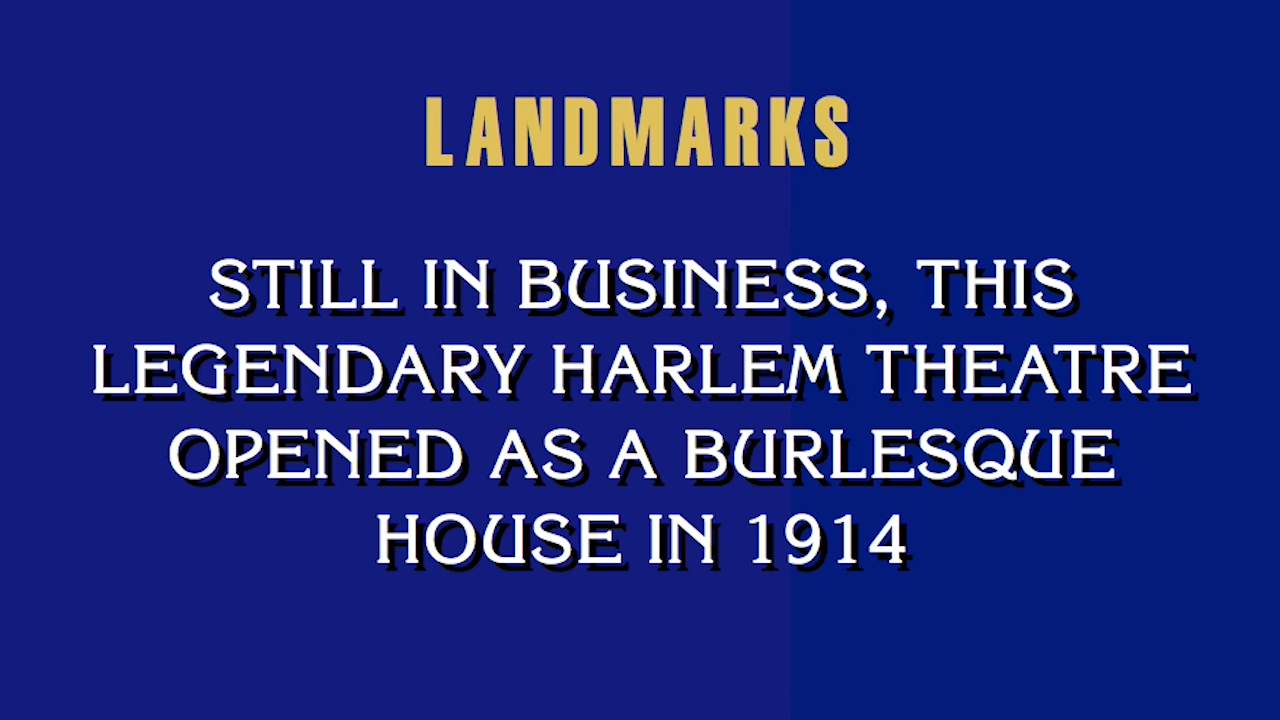 LANDMARKS
STILL IN BUSINESS, THIS
LEGENDARY HARLEM THEATRE
OPENED AS A BURLESQUE
HOUSE IN 1914